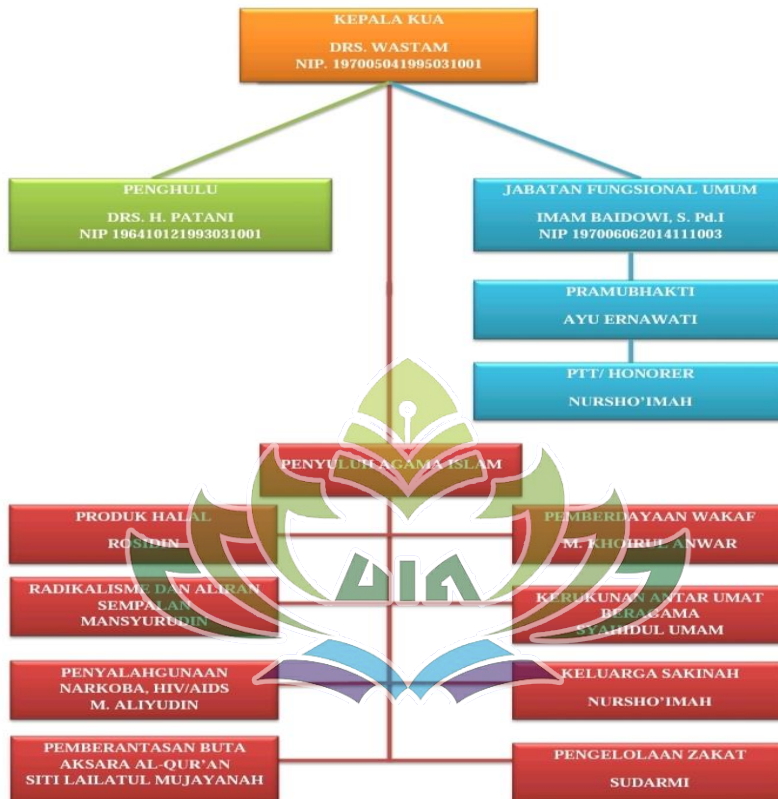 KEPALA KUA
DRS. WASTAM
NIP. 197005041995031001
PENGHULU
DRS. H. PATANI
NIP 196410121993031001
JABATAN FUNGSIONAL UMUM
IMAM BAIDOWI, S. Pd.I
NIP 197006062014111003
PRAMUBHAKTI
AYU ERNAWATI
PTT/ HONORER
NURSHO'IMAH
PENYULUH AGAMA ISLAM
PRODUK HALAL
ROSIDIN
PEMBERDAYAAN WAKAF
M. KHOIRUL ANWAR
RADIKALISME DAN ALIRAN
SEMPALAN
MANSYURUDIN
KERUKUNAN ANTAR UMAT
BERAGAMA
SYAHIDUL UMAM
PENYALAHGUNAAN
NARKOBA, HIV/AIDS
M. ALIYUDIN
KELUARGA SAKINAH
NURSHO'IMAH
PEMBERANTASAN BUTA
AKSARA AL-QUR'AN
SITI LAILATUL MUJAYANAH
PENGELOLAAN ZAKAT
SUDARMI
UIN